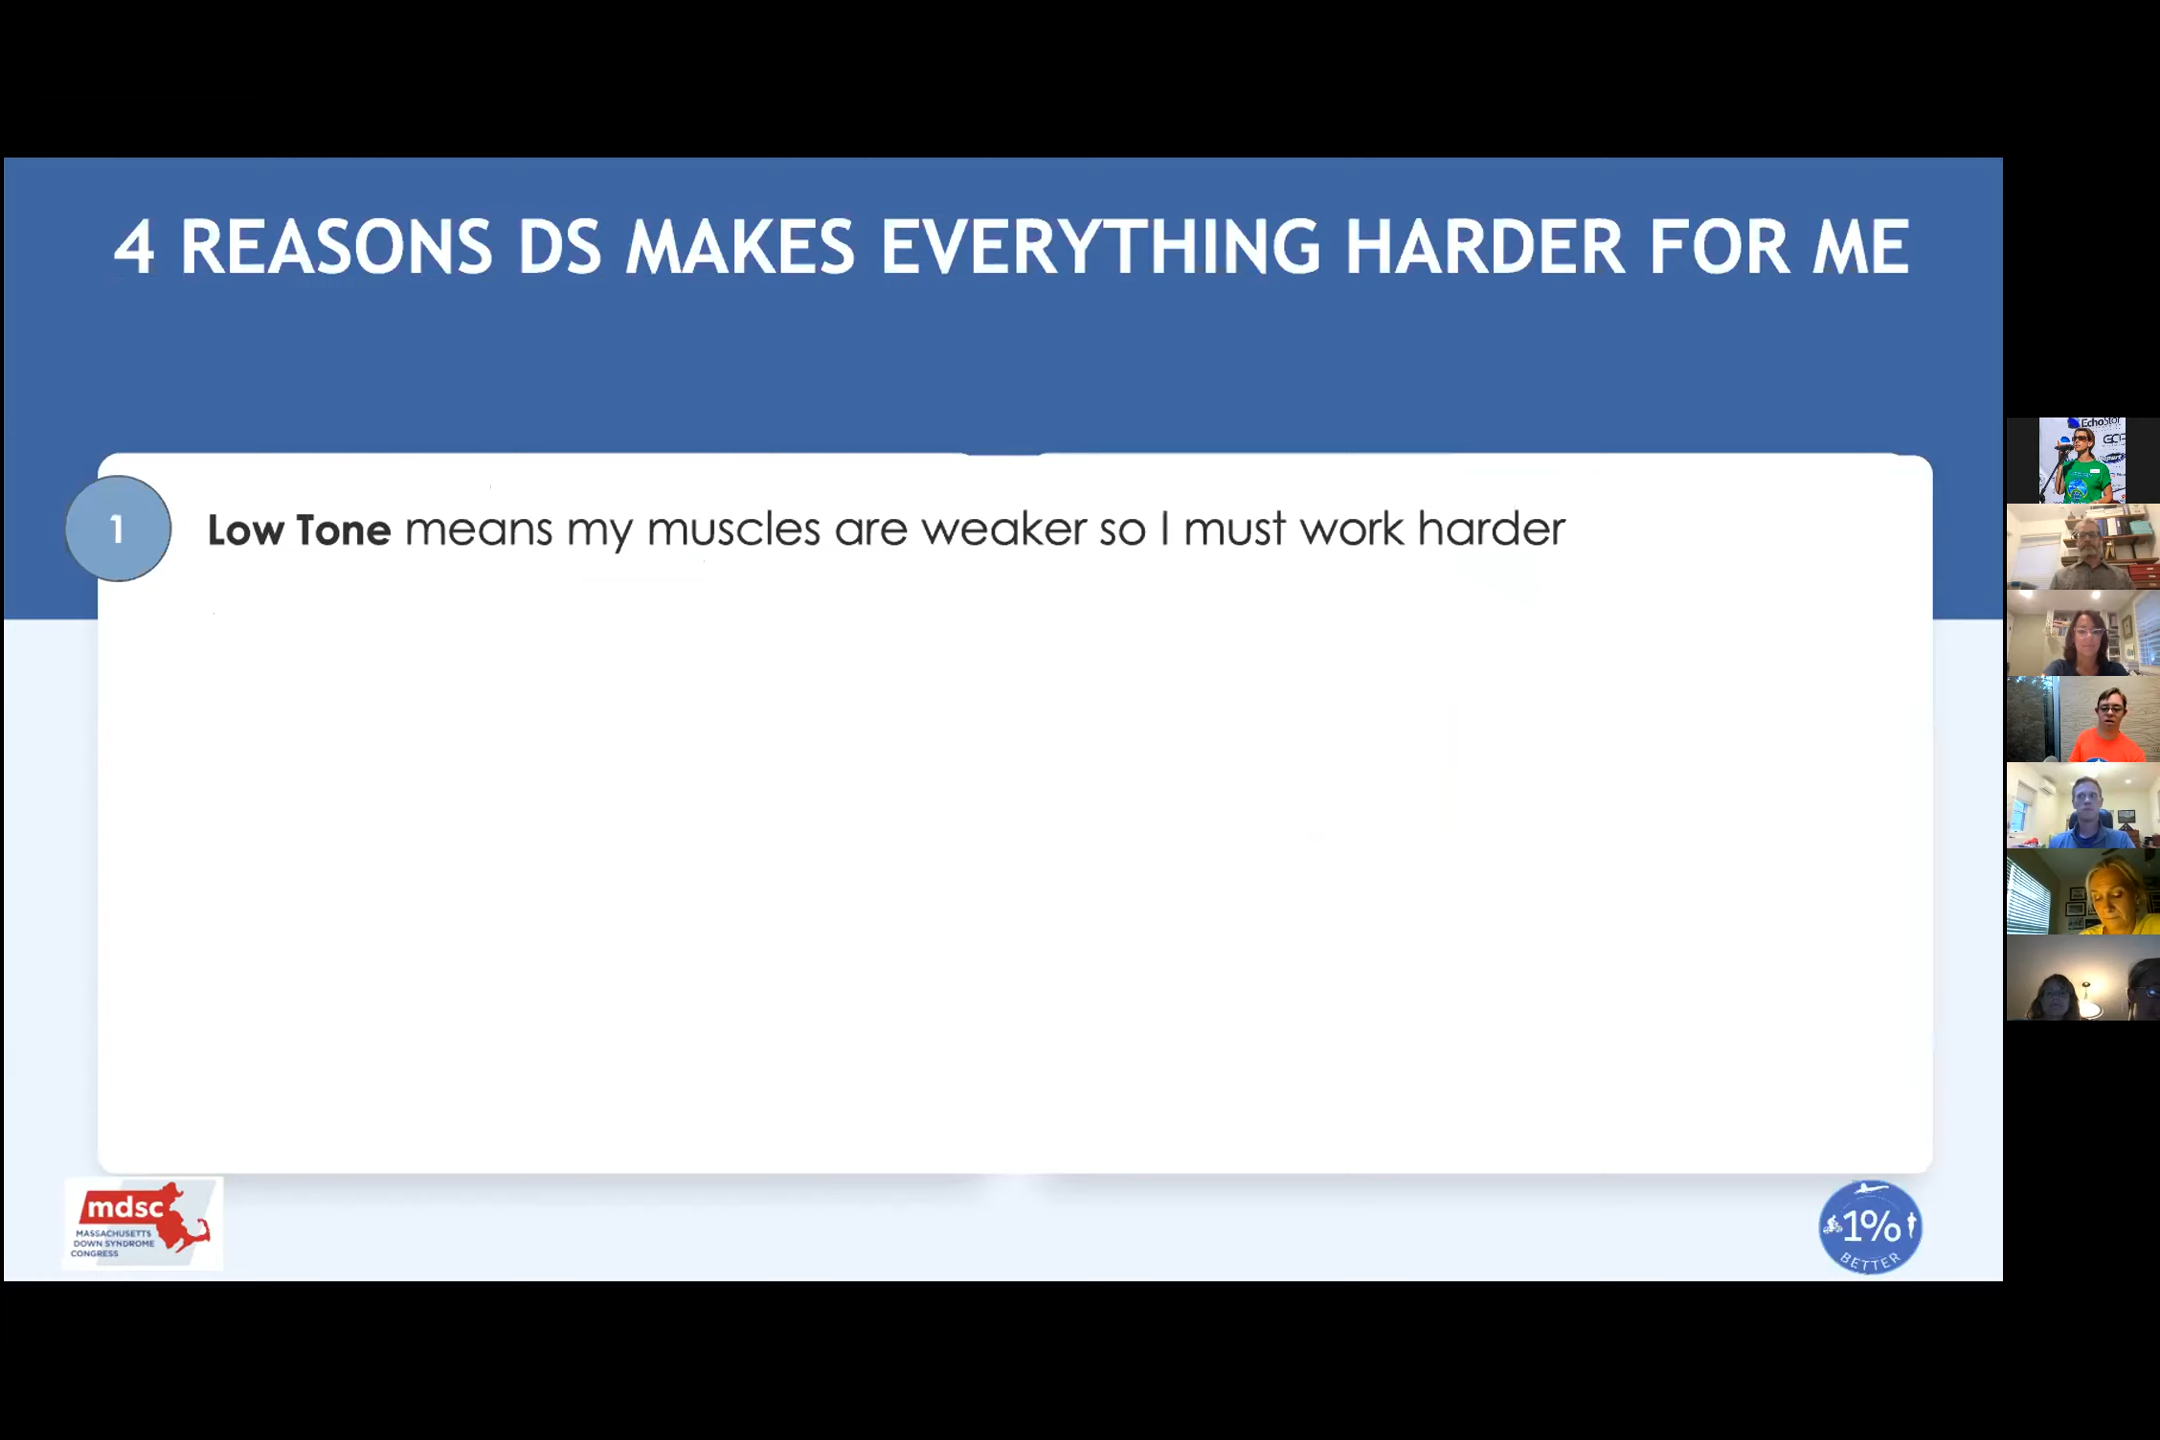 4 REASONS DS MAKES EVERYTHING HARDER FOR ME
1
Low Tone means my muscles are weaker so I must work harder
mdsc
MASSACHUSETTS
DOWN SYNDROME
CONGRESS
1%
BETTER
EchoStar